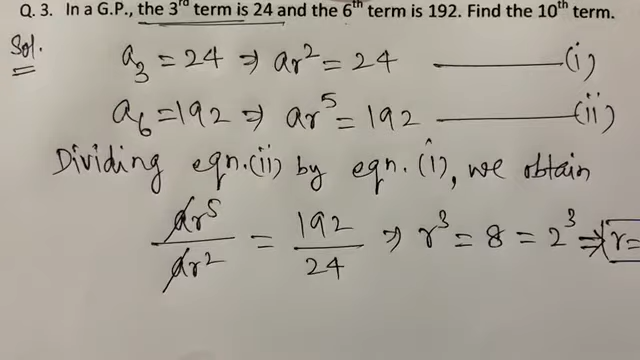 Q. 3. In a G.P., the 3rd term is 24 and the 6th term is 192. Find the 10th term.
Sol.
a₃ = 24 ⇒ ar² = 24 ——— (i)
a₆ = 192 ⇒ ar⁵ = 192 ——— (ii)
Dividing eqn. (ii) by eqn. (i), we obtain
ar⁵/ar² = 192/24 ⇒ r³ = 8 = 2³ ⇒ r =